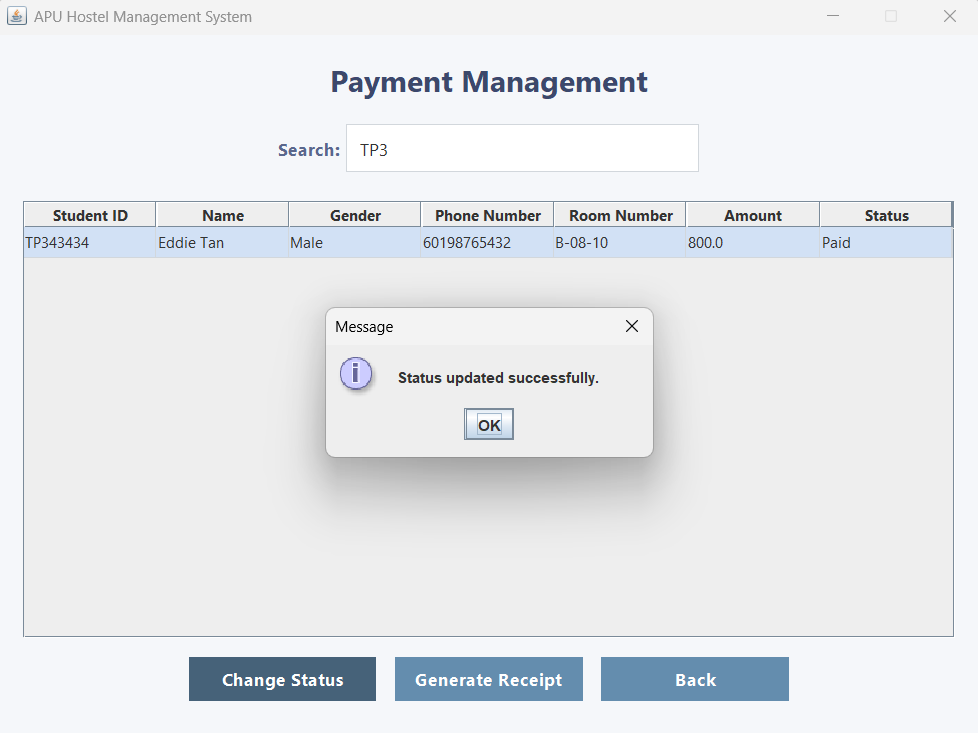 APU Hostel Management System
Payment Management
Search: TP3
Student ID Name Gender Phone Number Room Number Amount Status
TP343434 Eddie Tan Male 60198765432 B-08-10 800.0 Paid
Message
i Status updated successfully.
OK
Change Status Generate Receipt Back